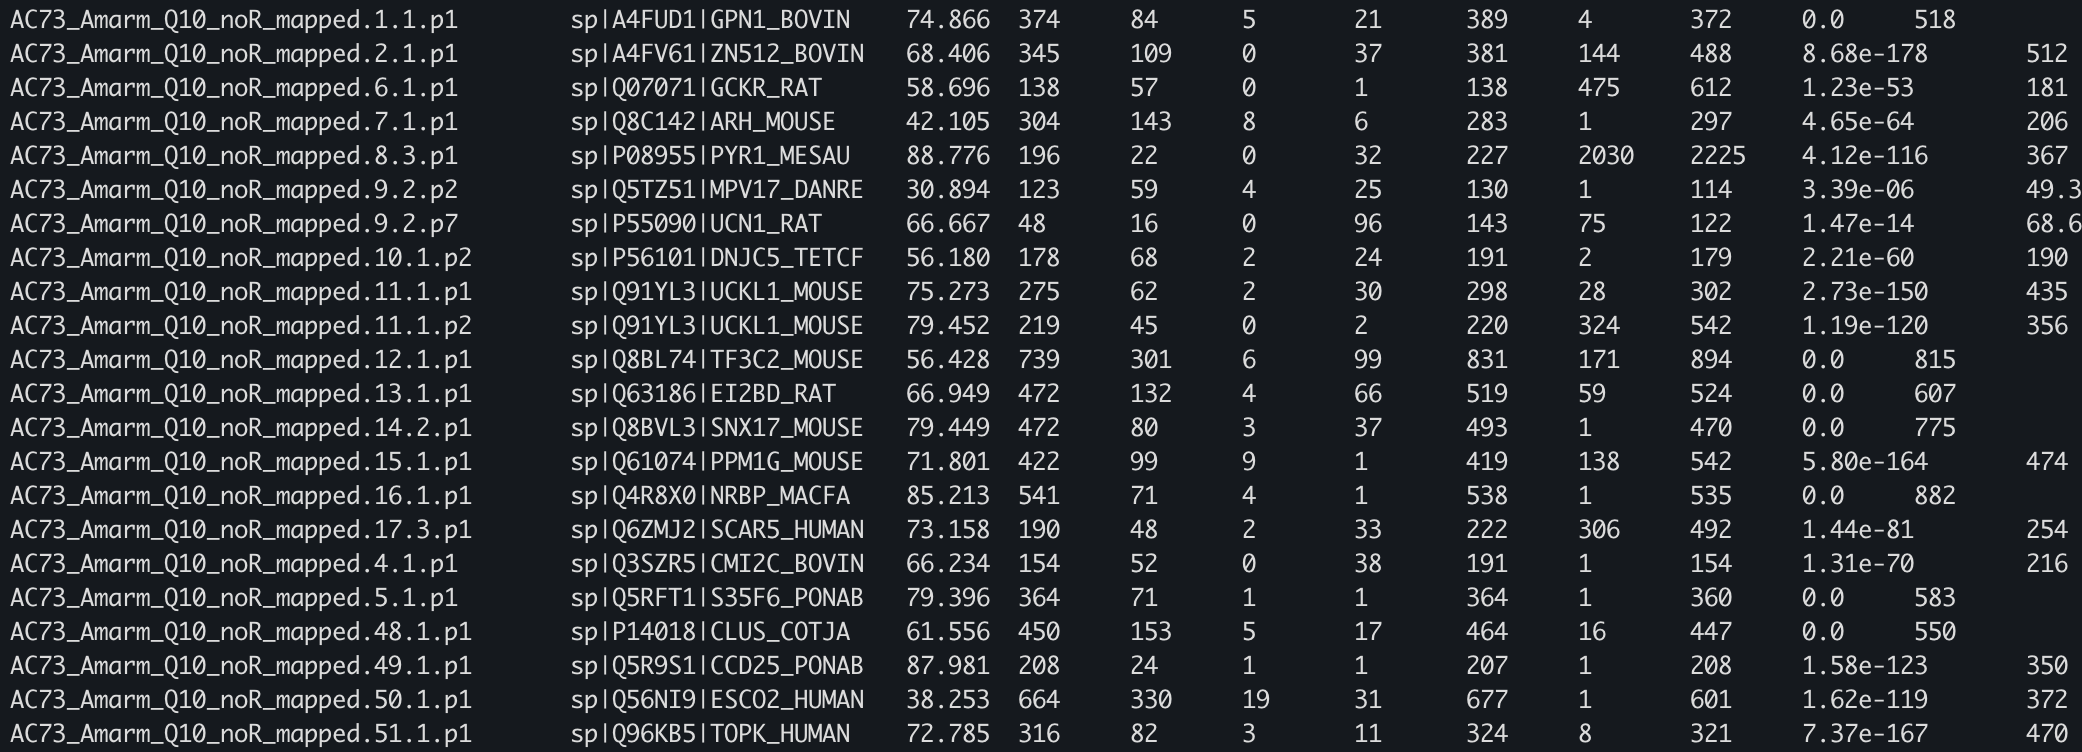 AC73_Amarm_Q10_noR_mapped.1.1.p1 sp|A4FUD1|GPN1_BOVIN 74.866 374 84 5 21 389 4 372 0.0 518
AC73_Amarm_Q10_noR_mapped.2.1.p1 sp|A4FV61|ZN512_BOVIN 68.406 345 109 0 37 381 144 488 8.68e-178 512
AC73_Amarm_Q10_noR_mapped.6.1.p1 sp|Q07071|GCKR_RAT 58.696 138 57 0 1 138 475 612 1.23e-53 181
AC73_Amarm_Q10_noR_mapped.7.1.p1 sp|Q8C142|ARH_MOUSE 42.105 304 143 8 6 283 1 297 4.65e-64 206
AC73_Amarm_Q10_noR_mapped.8.3.p1 sp|P08955|PYR1_MESAU 88.776 196 22 0 32 227 2030 2225 4.12e-116 367
AC73_Amarm_Q10_noR_mapped.9.2.p2 sp|Q5TZ51|MPV17_DANRE 30.894 123 59 4 25 130 1 114 3.39e-06 49.3
AC73_Amarm_Q10_noR_mapped.9.2.p7 sp|P55090|UCN1_RAT 66.667 48 16 0 96 143 75 122 1.47e-14 68.6
AC73_Amarm_Q10_noR_mapped.10.1.p2 sp|P56101|DNJC5_TETCF 56.180 178 68 2 24 191 2 179 2.21e-60 190
AC73_Amarm_Q10_noR_mapped.11.1.p1 sp|Q91YL3|UCKL1_MOUSE 75.273 275 62 2 30 298 28 302 2.73e-150 435
AC73_Amarm_Q10_noR_mapped.11.1.p2 sp|Q91YL3|UCKL1_MOUSE 79.452 219 45 0 2 220 324 542 1.19e-120 356
AC73_Amarm_Q10_noR_mapped.12.1.p1 sp|Q8BL74|TF3C2_MOUSE 56.428 739 301 6 99 831 171 894 0.0 815
AC73_Amarm_Q10_noR_mapped.13.1.p1 sp|Q63186|EI2BD_RAT 66.949 472 132 4 66 519 59 524 0.0 607
AC73_Amarm_Q10_noR_mapped.14.2.p1 sp|Q8BVL3|SNX17_MOUSE 79.449 472 80 3 37 493 1 470 0.0 775
AC73_Amarm_Q10_noR_mapped.15.1.p1 sp|Q61074|PPM1G_MOUSE 71.801 422 99 9 1 419 138 542 5.80e-164 474
AC73_Amarm_Q10_noR_mapped.16.1.p1 sp|Q4R8X0|NRBP_MACFA 85.213 541 71 4 1 538 1 535 0.0 882
AC73_Amarm_Q10_noR_mapped.17.3.p1 sp|Q6ZMJ2|SCAR5_HUMAN 73.158 190 48 2 33 222 306 492 1.44e-81 254
AC73_Amarm_Q10_noR_mapped.4.1.p1 sp|Q3SZR5|CMI2C_BOVIN 66.234 154 52 0 38 191 1 154 1.31e-70 216
AC73_Amarm_Q10_noR_mapped.5.1.p1 sp|Q5RFT1|S35F6_PONAB 79.396 364 71 1 1 364 1 360 0.0 583
AC73_Amarm_Q10_noR_mapped.48.1.p1 sp|P14018|CLUS_COTJA 61.556 450 153 5 17 464 16 447 0.0 550
AC73_Amarm_Q10_noR_mapped.49.1.p1 sp|Q5R9S1|CCD25_PONAB 87.981 208 24 1 1 207 1 208 1.58e-123 350
AC73_Amarm_Q10_noR_mapped.50.1.p1 sp|Q56NI9|ESCO2_HUMAN 38.253 664 330 19 31 677 1 601 1.62e-119 372
AC73_Amarm_Q10_noR_mapped.51.1.p1 sp|Q96KB5|TOPK_HUMAN 72.785 316 82 3 11 324 8 321 7.37e-167 470